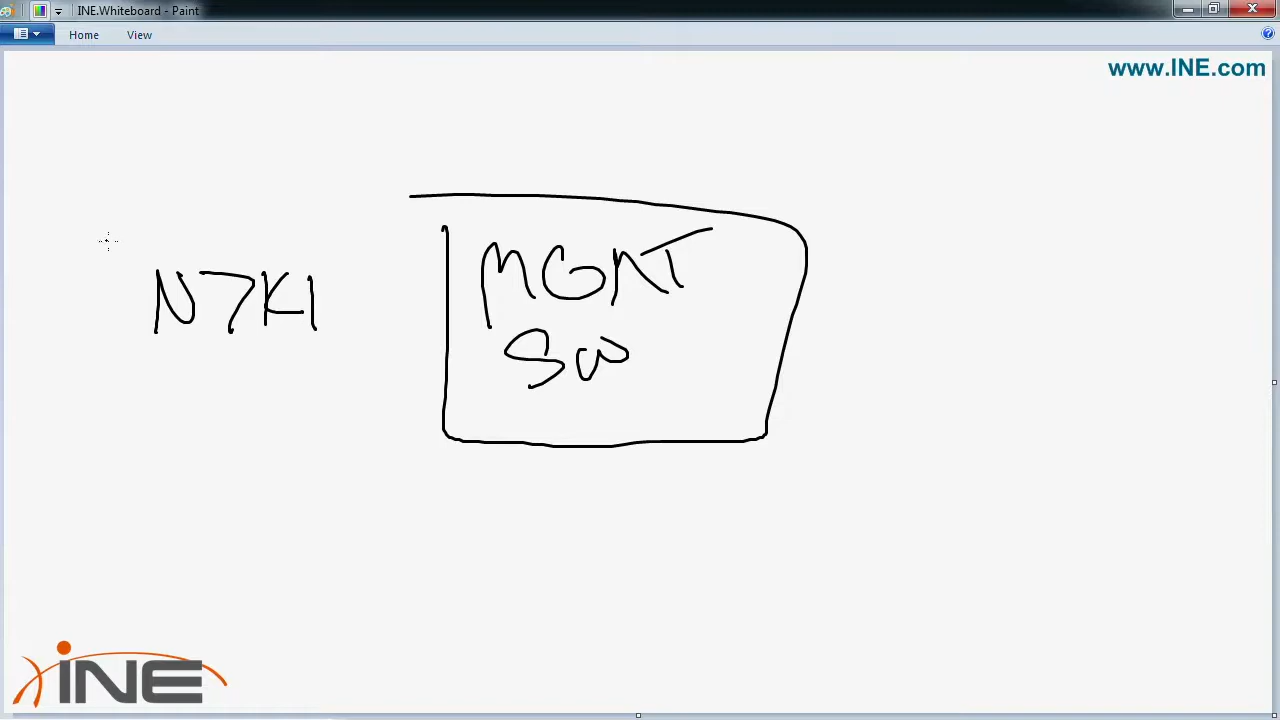 INE.Whiteboard - Paint
Home View
www.INE.com
MGMT
N7K1
SW
iNE